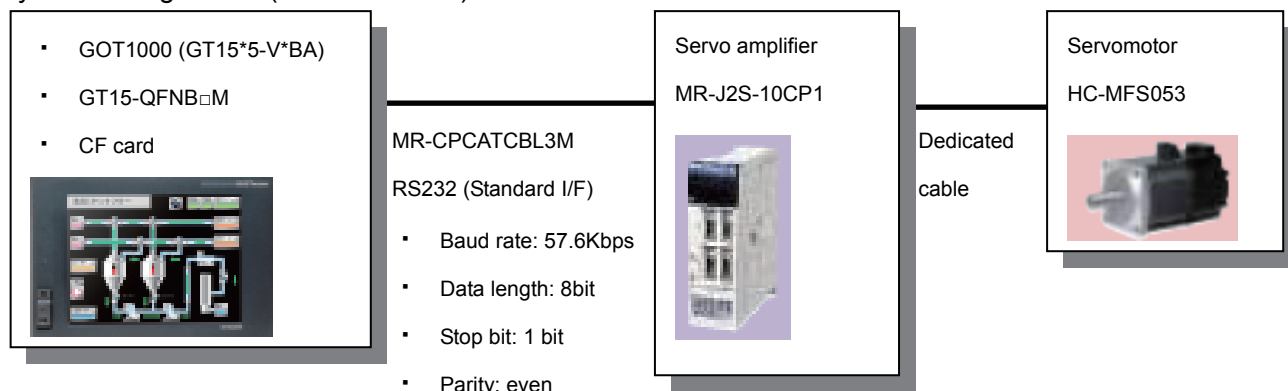 ▪ GOT1000 (GT15*5-V*BA)
▪ GT15-QFNB□M
▪ CF card
MR-CPCATCBL3M
RS232 (Standard I/F)
▪ Baud rate: 57.6Kbps
▪ Data length: 8bit
▪ Stop bit: 1 bit
▪ Parity: even
Servo amplifier
MR-J2S-10CP1
Dedicated
cable
Servomotor
HC-MFS053